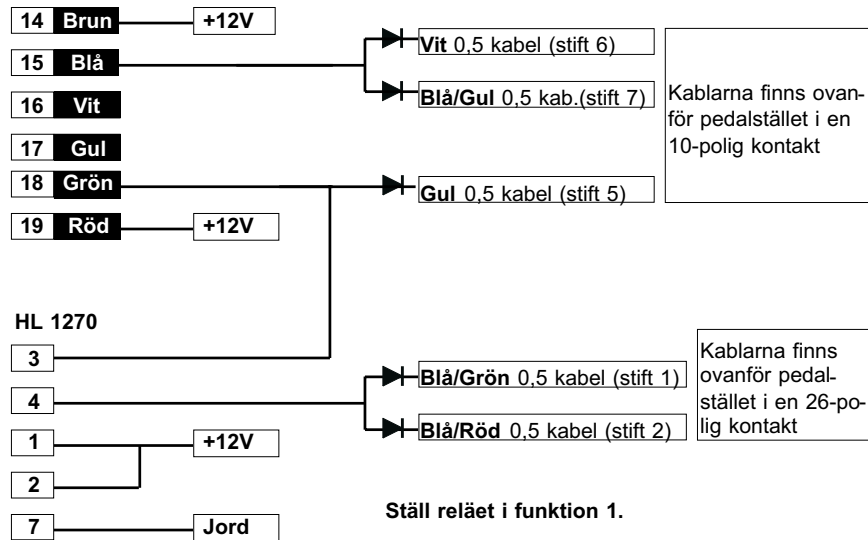 14 Brun +12V
15 Blå
16 Vit
17 Gul
18 Grön
19 Röd +12V
Vit 0,5 kabel (stift 6)
Blå/Gul 0,5 kab.(stift 7)
Gul 0,5 kabel (stift 5)
Kablarna finns ovan-
för pedalstället i en
10-polig kontakt
HL 1270
3
4
1 +12V
2
7 Jord
Blå/Grön 0,5 kabel (stift 1)
Blå/Röd 0,5 kabel (stift 2)
Kablarna finns
ovanför pedal-
stället i en 26-po-
lig kontakt
Ställ reläet i funktion 1.